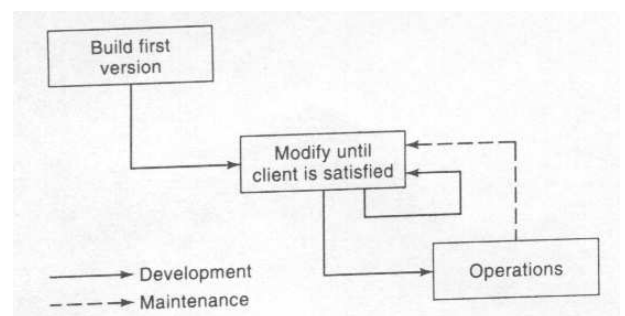 Build first
version
Modify until
client is satisfied
Operations
Development
Maintenance